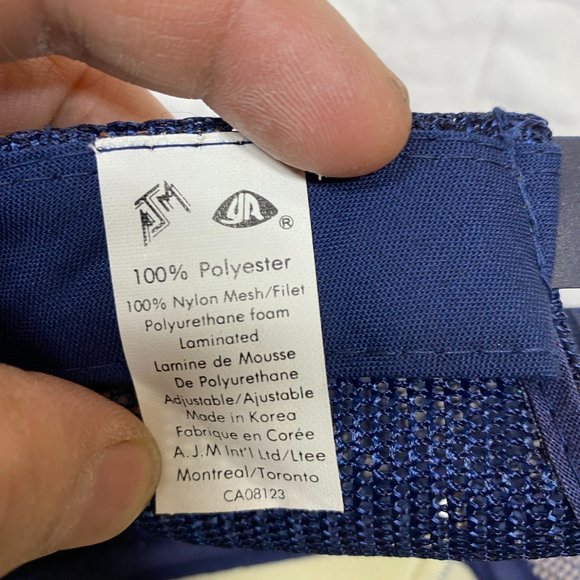 AJM ®
100% Polyester
100% Nylon Mesh/Filet
Polyurethane foam
Laminated
Lamine de Mousse
De Polyurethane
Adjustable/Ajustable
Made in Korea
Fabrique en Corée
A.J.M Int'l Ltd/Ltee
Montreal/Toronto
CA08123